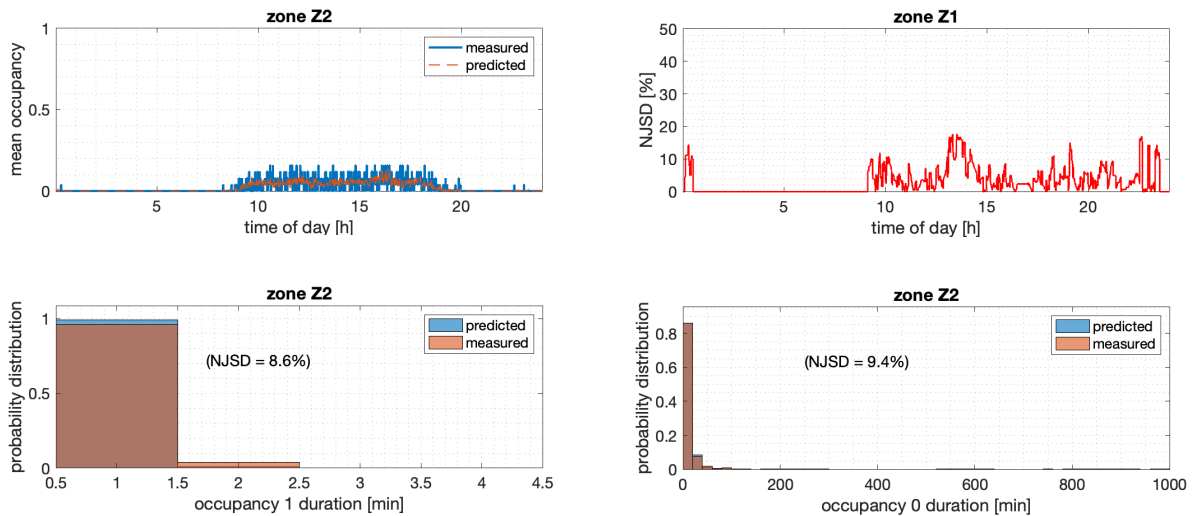 zone Z2
1
0.5
0
mean occupancy
measured
predicted
5 10 15 20
time of day [h]
zone Z1
50
40
30
20
10
0
NJSD [%]
5 10 15 20
time of day [h]
zone Z2
1
0.5
0
probability distribution
predicted
measured
(NJSD = 8.6%)
0.5 1 1.5 2 2.5 3 3.5 4 4.5
occupancy 1 duration [min]
zone Z2
0.8
0.6
0.4
0.2
0
probability distribution
predicted
measured
(NJSD = 9.4%)
0 200 400 600 800 1000
occupancy 0 duration [min]